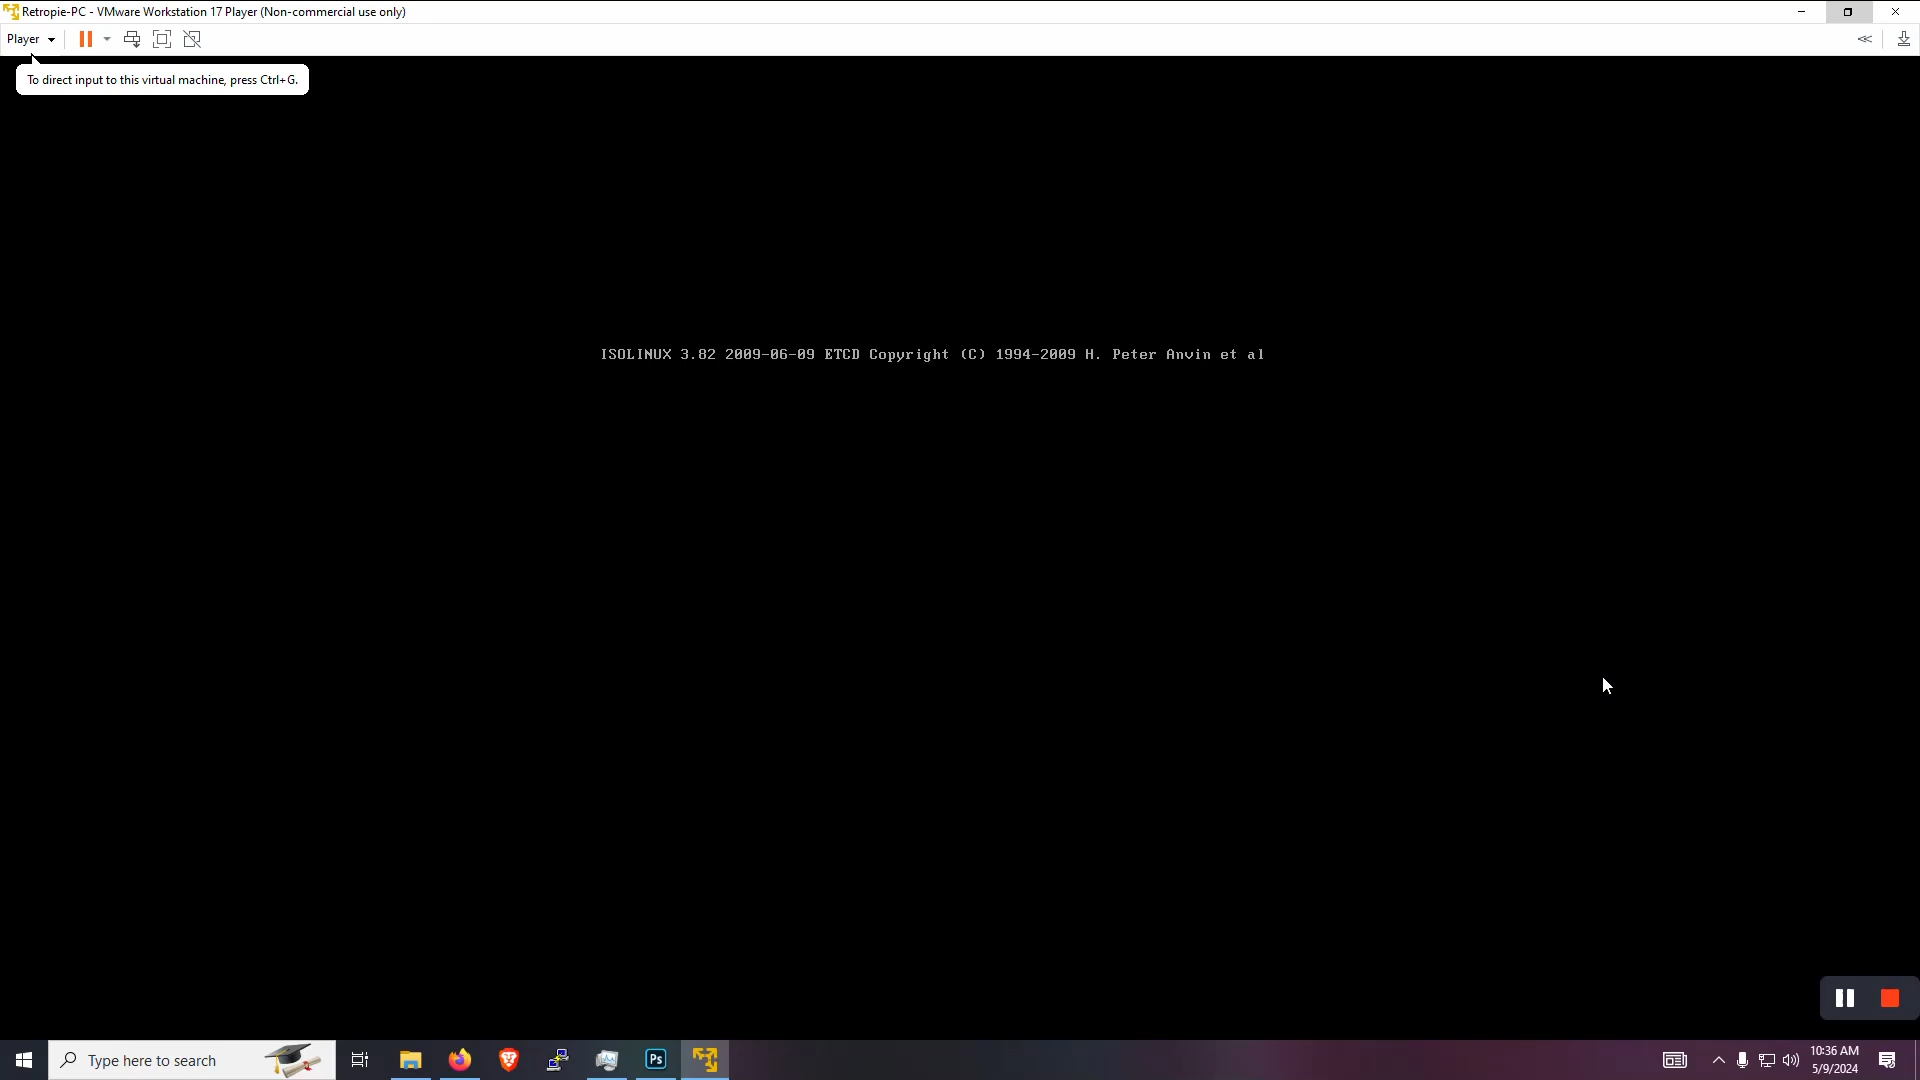 Retropie-PC - VMware Workstation 17 Player (Non-commercial use only)
Player
To direct input to this virtual machine, press Ctrl+G.
ISOLINUX 3.82 2009-06-09 ETCD Copyright (C) 1994-2009 H. Peter Anvin et al
Type here to search
Ps
10:36 AM
5/9/2024